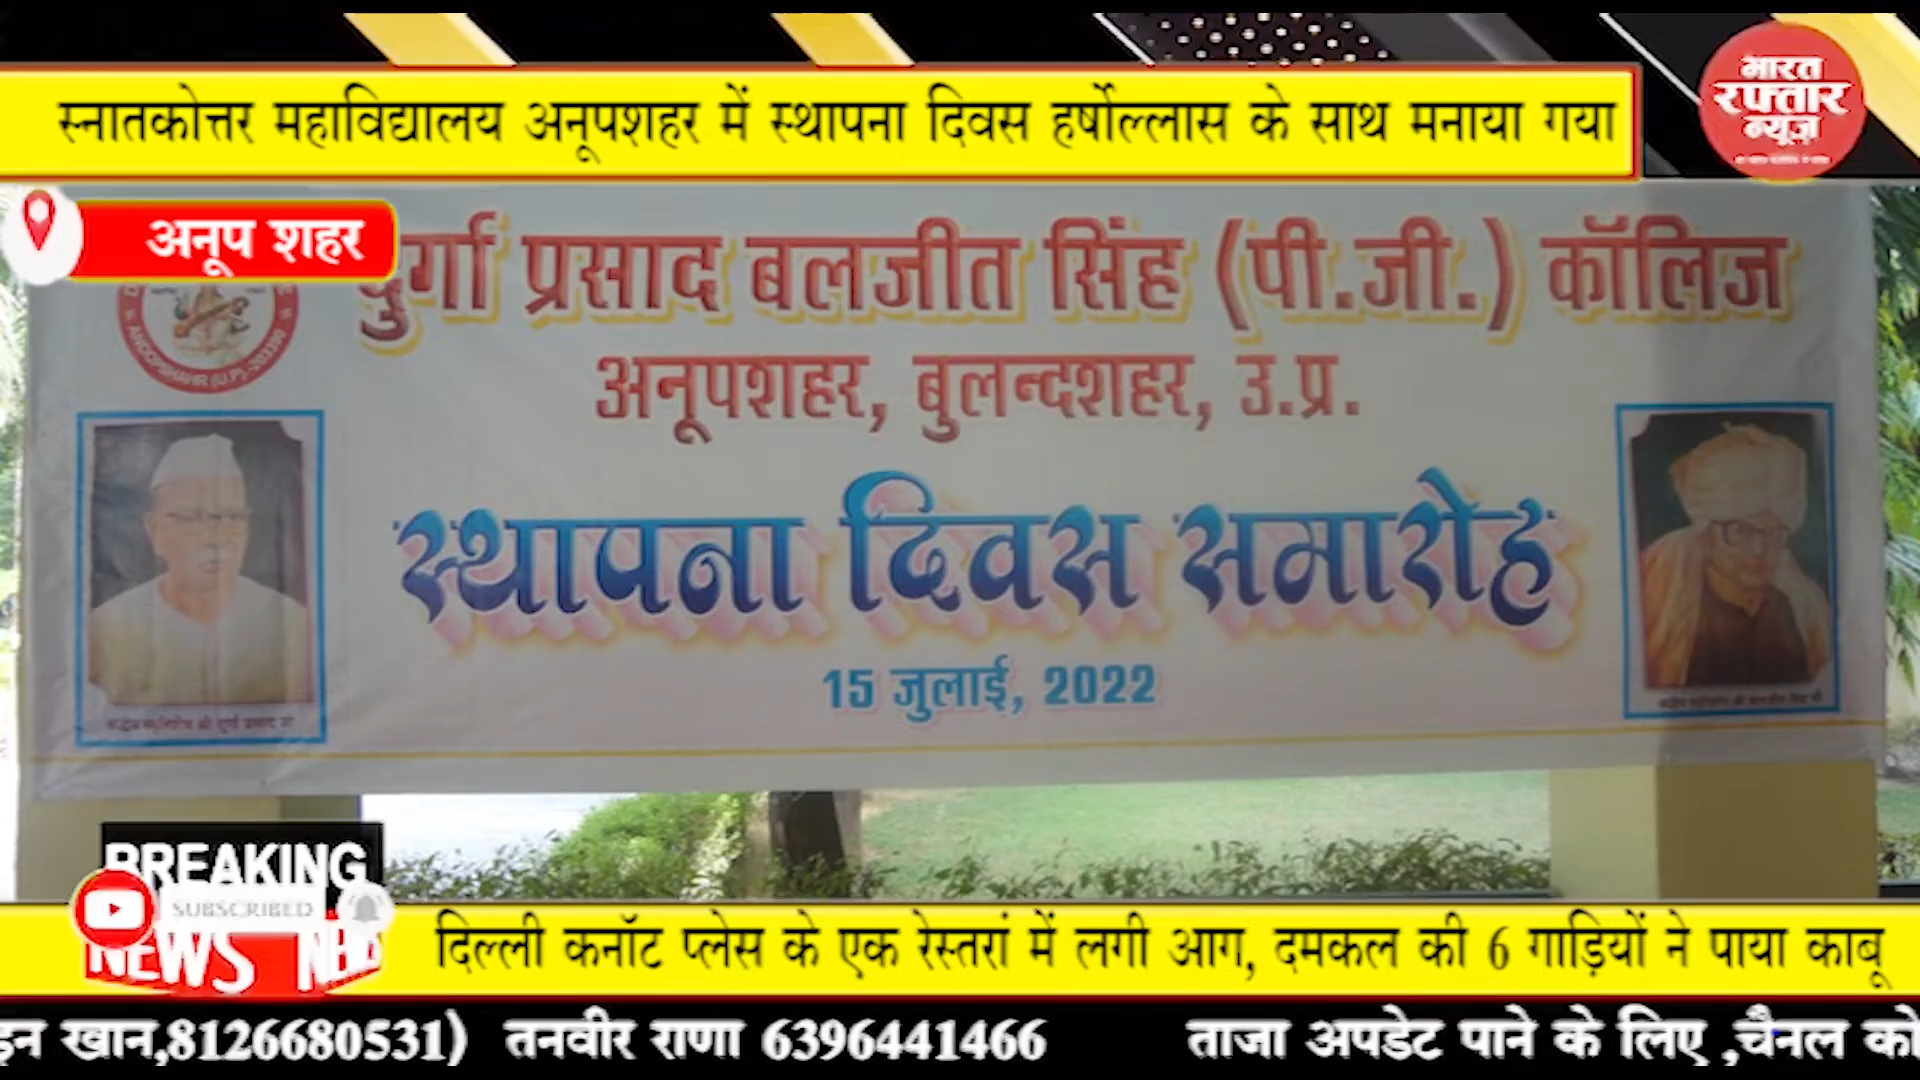 स्नातकोत्तर महाविद्यालय अनूपशहर में स्थापना दिवस हर्षोल्लास के साथ मनाया गया
भारत
रफ्तार
न्यूज़
अनूप शहर
दुर्गा प्रसाद बलजीत सिंह (पी.जी.) कॉलिज
ANOOPSHAHR (U.P.)
अनूपशहर, बुलन्दशहर, उ.प्र.
स्थापना दिवस समारोह
15 जुलाई, 2022
BREAKING
SUBSCRIBED
NEWS
दिल्ली कनॉट प्लेस के एक रेस्तरां में लगी आग, दमकल की 6 गाड़ियों ने पाया काबू
खान,8126680531) तनवीर राणा 6396441466 ताजा अपडेट पाने के लिए ,चैनल को